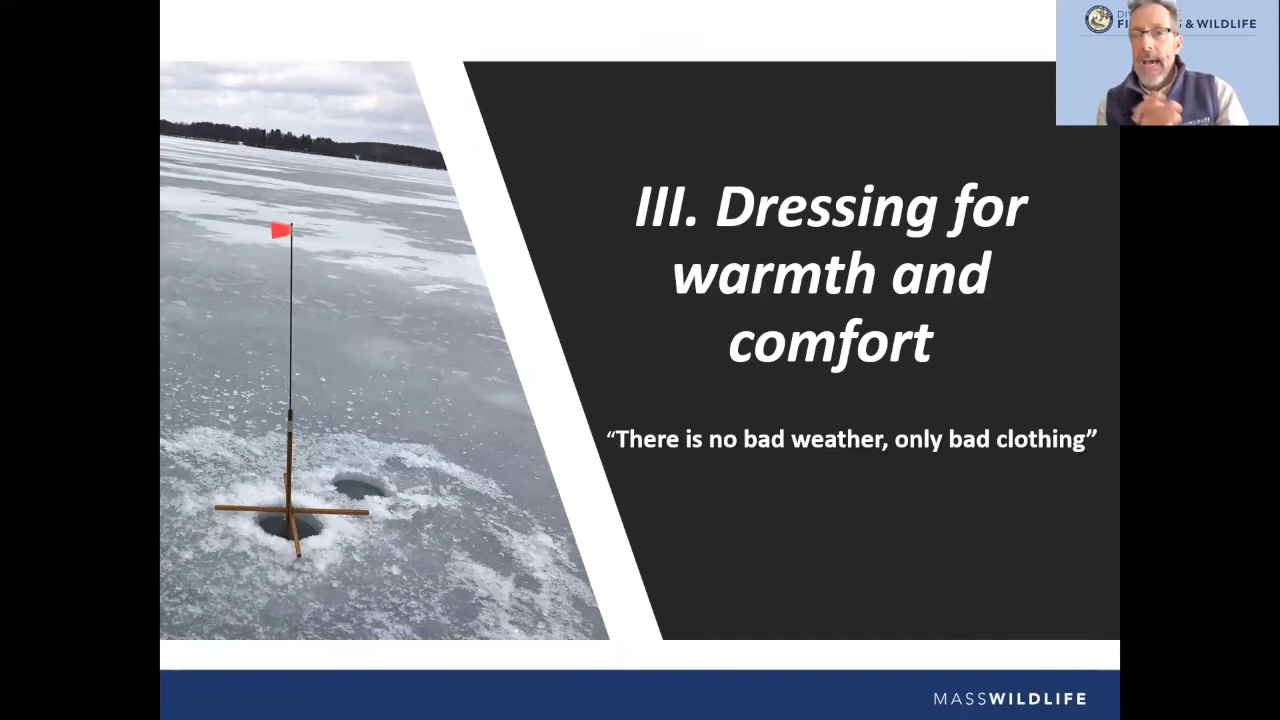 & WILDLIFE
III. Dressing for
warmth and
comfort
“There is no bad weather, only bad clothing”
MASSWILDLIFE